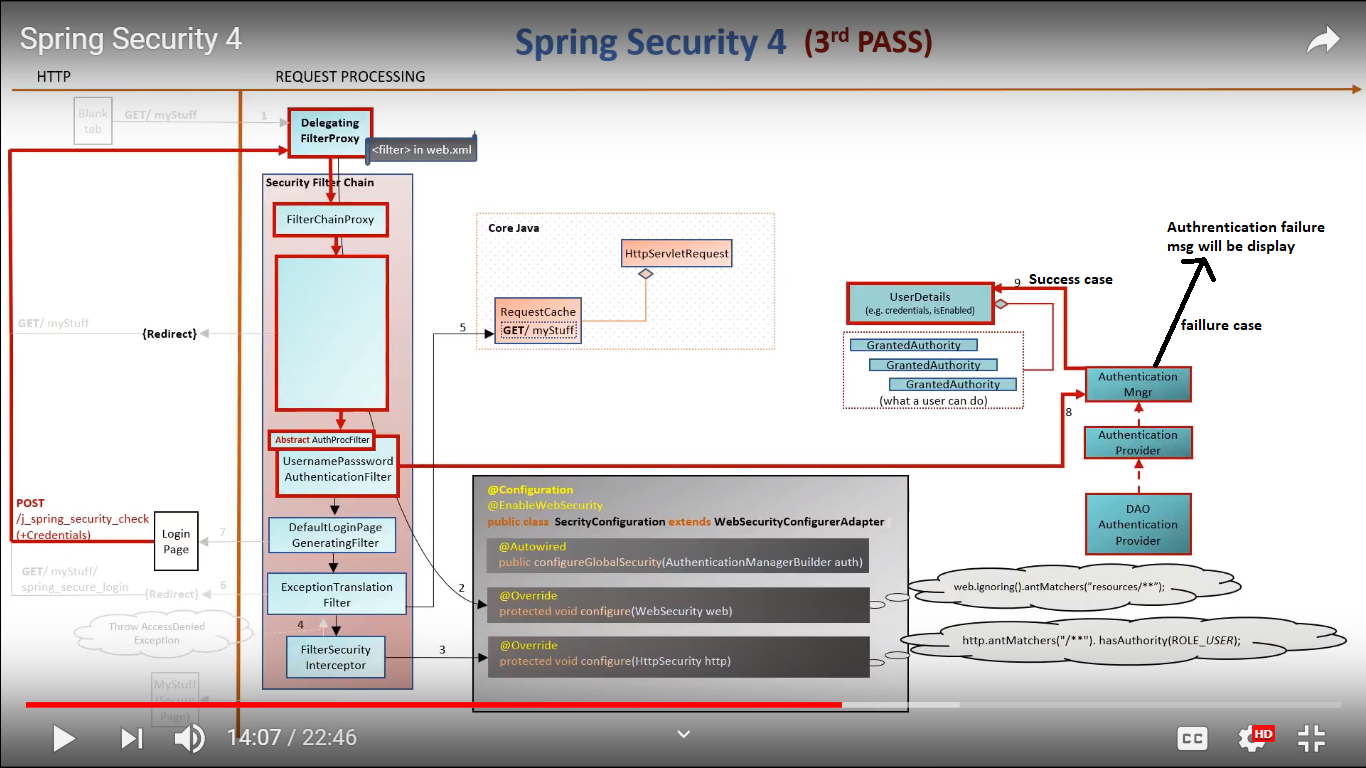 Spring Security 4
Spring Security 4 (3rd PASS)
HTTP
REQUEST PROCESSING
Blank
tab
GET/ myStuff
1
Delegating
FilterProxy
<filter> in web.xml
Security Filter Chain
FilterChainProxy
Core Java
HttpServletRequest
RequestCache
GET/ myStuff
5
Authrentication failure
msg will be display
9
Success case
faillure case
UserDetails
(e.g. credentials, isEnabled)
GrantedAuthority
GrantedAuthority
GrantedAuthority
(what a user can do)
Authentication
Mngr
8
Authentication
Provider
DAO
Authentication
Provider
GET/ myStuff
{Redirect}
Abstract AuthProcFilter
UsernamePasssword
AuthenticationFilter
POST
/j_spring_security_check
(+Credentials)
Login
Page
7
DefaultLoginPage
GeneratingFilter
GET/ myStuff/
spring_secure_login
{Redirect}
6
ExceptionTranslation
Filter
Throw AccessDenied
Exception
4
FilterSecurity
Interceptor
2
3
MyStuff
(Secure
Page)
@Configuration
@EnableWebSecurity
public class SecrityConfiguration extends WebSecurityConfigurerAdapter {
@Autowired
public configureGlobalSecurity(AuthenticationManagerBuilder auth)
@Override
protected void configure(WebSecurity web)
@Override
protected void configure(HttpSecurity http)
web.ignoring().antMatchers("resources/**");
http.antMatchers("/**"). hasAuthority(ROLE_USER);
14:07 / 22:46
CC
HD